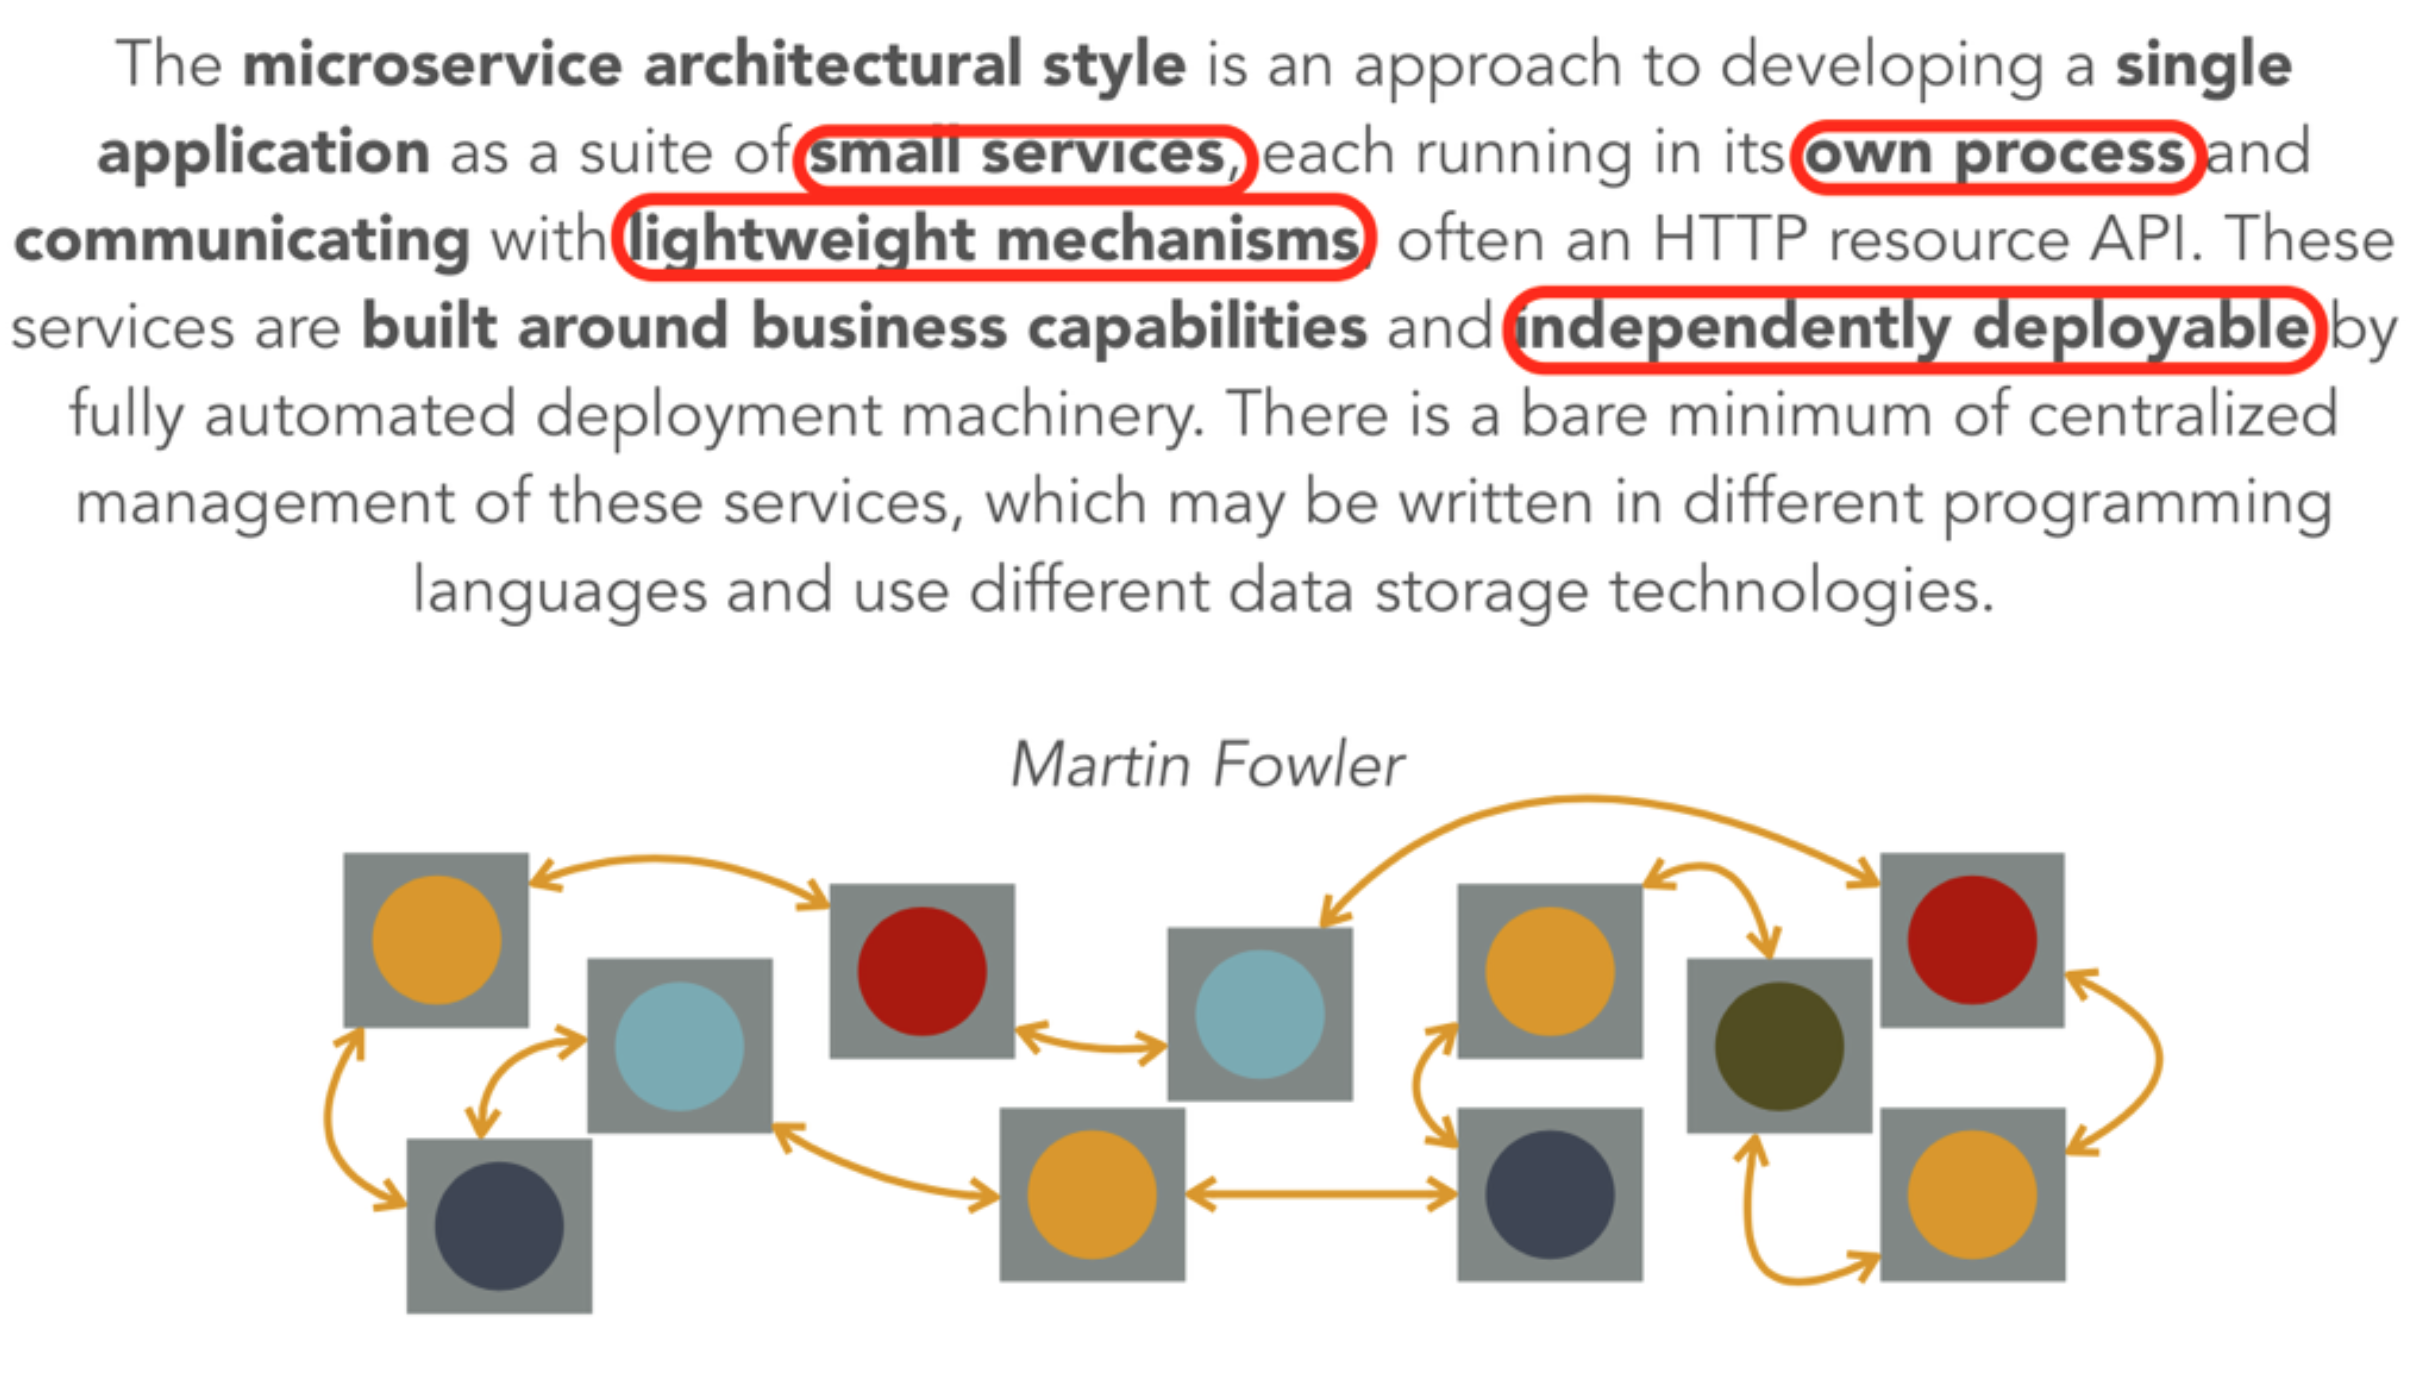 The microservice architectural style is an approach to developing a single
application as a suite of small services, each running in its own process and
communicating with lightweight mechanisms, often an HTTP resource API. These
services are built around business capabilities and independently deployable by
fully automated deployment machinery. There is a bare minimum of centralized
management of these services, which may be written in different programming
languages and use different data storage technologies.
Martin Fowler